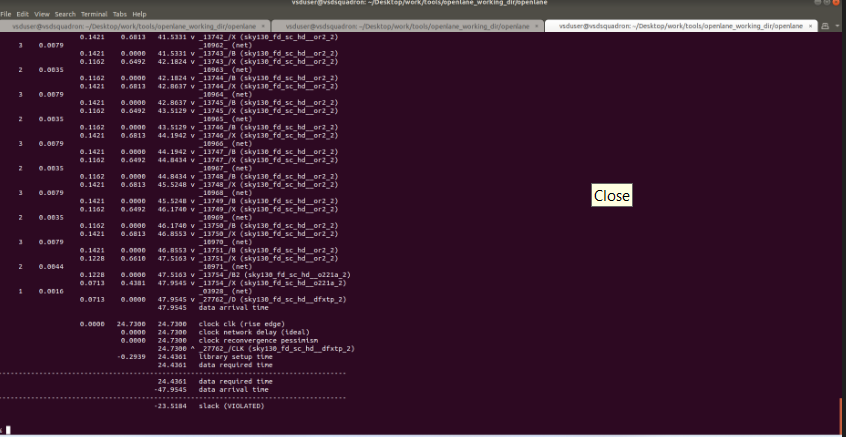 vsduser@vsdsquadron: ~/Desktop/work/tools/openlane_working_dir/openlane
File Edit View Search Terminal Tabs Help
vsduser@vsdsquadron: ~/Desktop/work/tools/openlane_working_dir/openlane × vsduser@vsdsquadron: ~/Desktop/work/tools/openlane_working_dir/openlane × vsduser@vsdsquadron: ~/Desktop/work/tools/openlane_working_dir/openlane ×
0.1421 0.6813 41.5331 v _13742_/X (sky130_fd_sc_hd__or2_2)
3 0.0079 _10962_ (net)
0.1421 0.0000 41.5331 v _13743_/B (sky130_fd_sc_hd__or2_2)
0.1162 0.6492 42.1824 v _13743_/X (sky130_fd_sc_hd__or2_2)
2 0.0035 _10963_ (net)
0.1162 0.0000 42.1824 v _13744_/B (sky130_fd_sc_hd__or2_2)
0.1421 0.6813 42.8637 v _13744_/X (sky130_fd_sc_hd__or2_2)
3 0.0079 _10964_ (net)
0.1421 0.0000 42.8637 v _13745_/B (sky130_fd_sc_hd__or2_2)
0.1162 0.6492 43.5129 v _13745_/X (sky130_fd_sc_hd__or2_2)
2 0.0035 _10965_ (net)
0.1162 0.0000 43.5129 v _13746_/B (sky130_fd_sc_hd__or2_2)
0.1421 0.6813 44.1942 v _13746_/X (sky130_fd_sc_hd__or2_2)
3 0.0079 _10966_ (net)
0.1421 0.0000 44.1942 v _13747_/B (sky130_fd_sc_hd__or2_2)
0.1162 0.6492 44.8434 v _13747_/X (sky130_fd_sc_hd__or2_2)
2 0.0035 _10967_ (net)
0.1162 0.0000 44.8434 v _13748_/B (sky130_fd_sc_hd__or2_2)
0.1421 0.6813 45.5248 v _13748_/X (sky130_fd_sc_hd__or2_2)
3 0.0079 _10968_ (net)
0.1421 0.0000 45.5248 v _13749_/B (sky130_fd_sc_hd__or2_2)
0.1162 0.6492 46.1740 v _13749_/X (sky130_fd_sc_hd__or2_2)
2 0.0035 _10969_ (net)
0.1162 0.0000 46.1740 v _13750_/B (sky130_fd_sc_hd__or2_2)
0.1421 0.6813 46.8553 v _13750_/X (sky130_fd_sc_hd__or2_2)
3 0.0079 _10970_ (net)
0.1421 0.0000 46.8553 v _13751_/B (sky130_fd_sc_hd__or2_2)
0.1228 0.6610 47.5163 v _13751_/X (sky130_fd_sc_hd__or2_2)
2 0.0044 _10971_ (net)
0.1228 0.0000 47.5163 v _13754_/B2 (sky130_fd_sc_hd__o221a_2)
0.0713 0.4381 47.9545 v _13754_/X (sky130_fd_sc_hd__o221a_2)
1 0.0016 _03928_ (net)
0.0713 0.0000 47.9545 v _27762_/D (sky130_fd_sc_hd__dfxtp_2)
47.9545 data arrival time
0.0000 24.7300 24.7300 clock clk (rise edge)
0.0000 24.7300 clock network delay (ideal)
0.0000 24.7300 clock reconvergence pessimism
24.7300 ^ _27762_/CLK (sky130_fd_sc_hd__dfxtp_2)
-0.2939 24.4361 library setup time
24.4361 data required time
24.4361 data required time
-47.9545 data arrival time
-23.5184 slack (VIOLATED)
%
Close